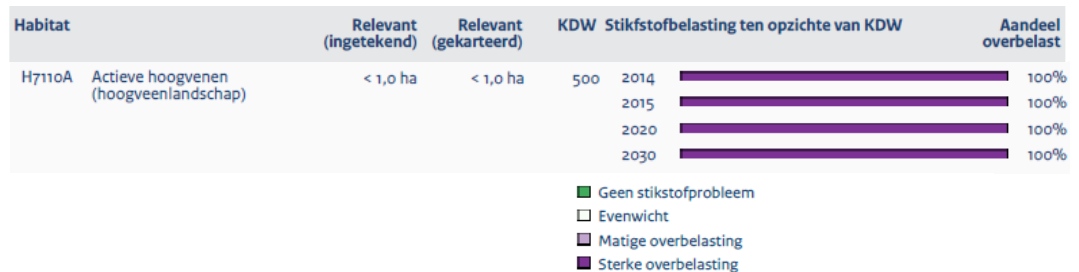 Habitat Relevant (ingetekend) Relevant (gekarteerd) KDW Stikfstofbelasting ten opzichte van KDW Aandeel overbelast
H7110A Actieve hoogvenen (hoogveenlandschap) < 1,0 ha < 1,0 ha 500 2014 100%
2015 100%
2020 100%
2030 100%
Geen stikstofprobleem
Evenwicht
Matige overbelasting
Sterke overbelasting